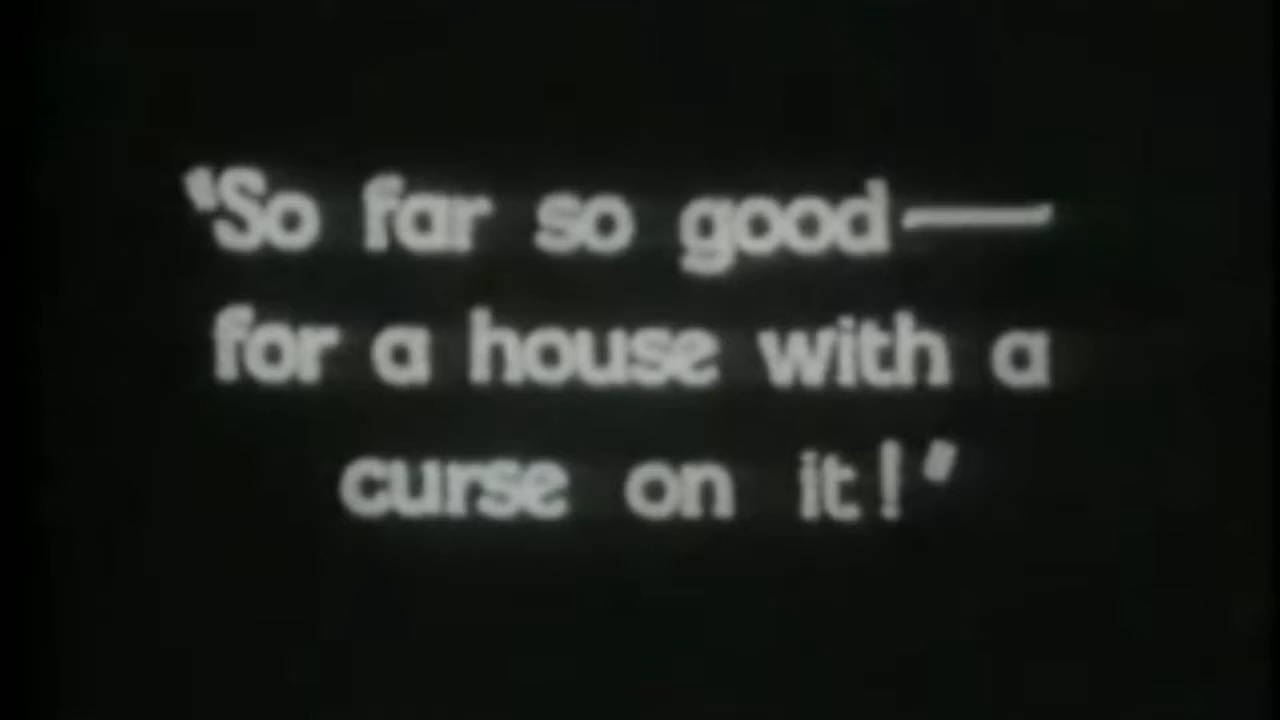 "So far so good—
for a house with a
curse on it!"